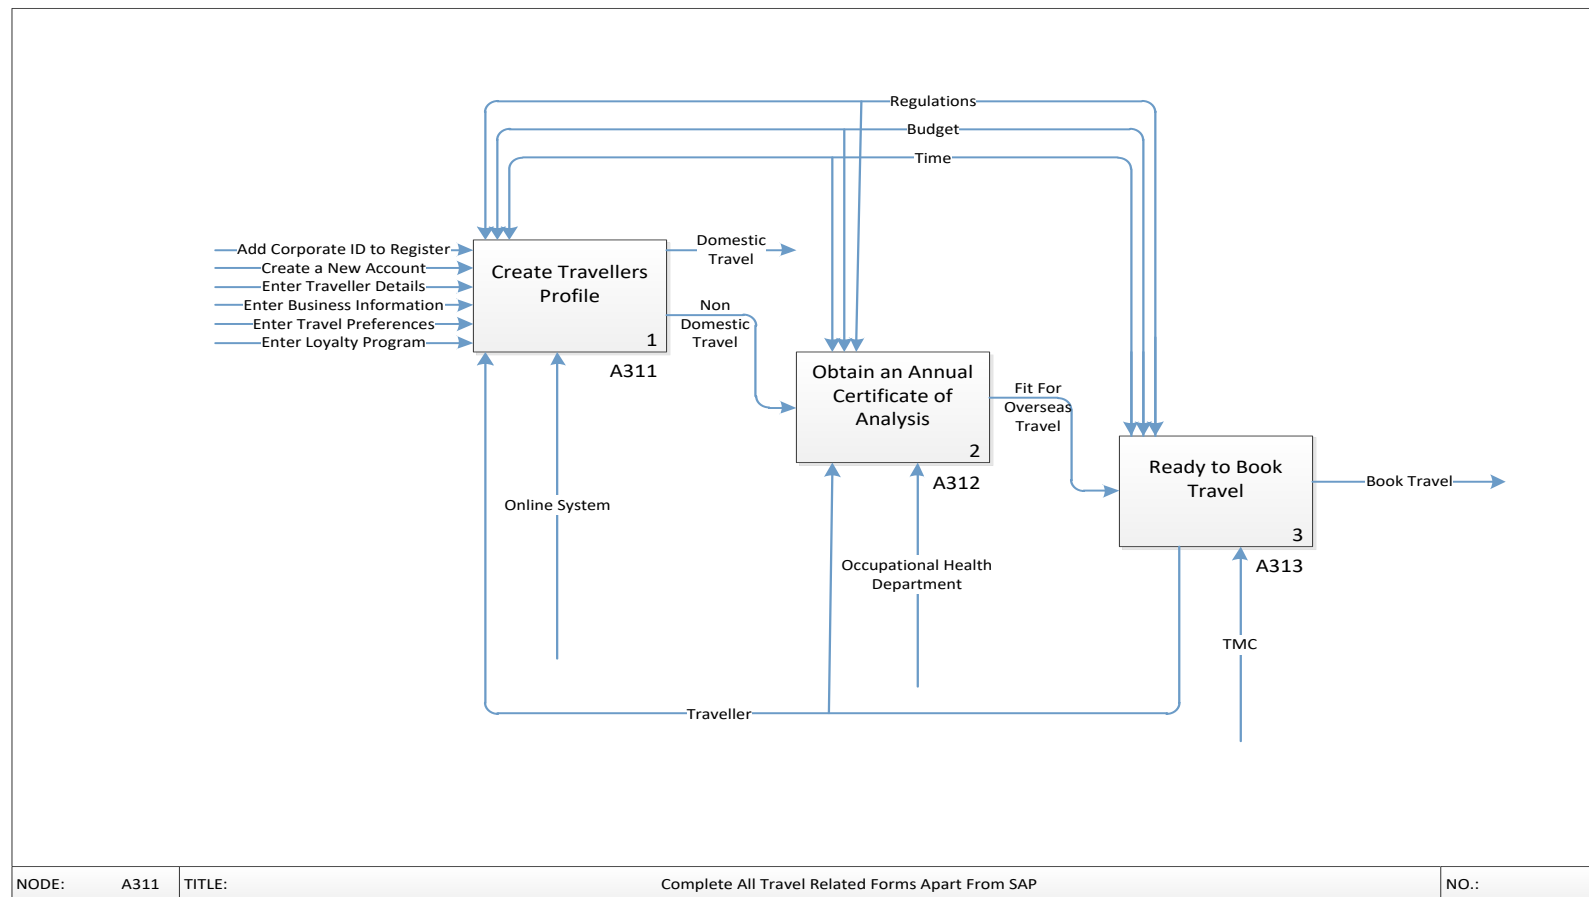 Regulations
Budget
Time
Add Corporate ID to Register
Create a New Account
Enter Traveller Details
Enter Business Information
Enter Travel Preferences
Enter Loyalty Program
Create Travellers
Profile
1
A311
Domestic
Travel
Non
Domestic
Travel
Obtain an Annual
Certificate of
Analysis
2
A312
Fit For
Overseas
Travel
Ready to Book
Travel
3
A313
Book Travel
Online System
Occupational Health
Department
TMC
Traveller
NODE: A311 TITLE: Complete All Travel Related Forms Apart From SAP NO.: